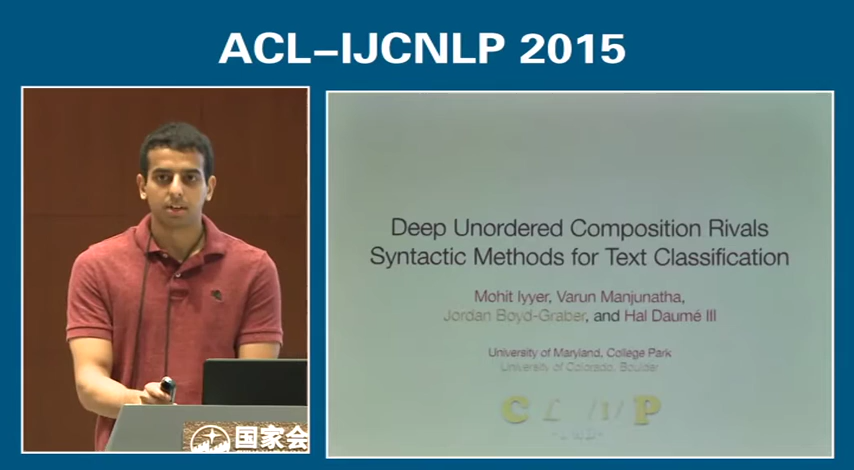 ACL–IJCNLP 2015
Deep Unordered Composition Rivals
Syntactic Methods for Text Classification
Mohit Iyyer, Varun Manjunatha,
Jordan Boyd-Graber, and Hal Daumé III
University of Maryland, College Park
University of Colorado, Boulder
C L /1/ P
国家会